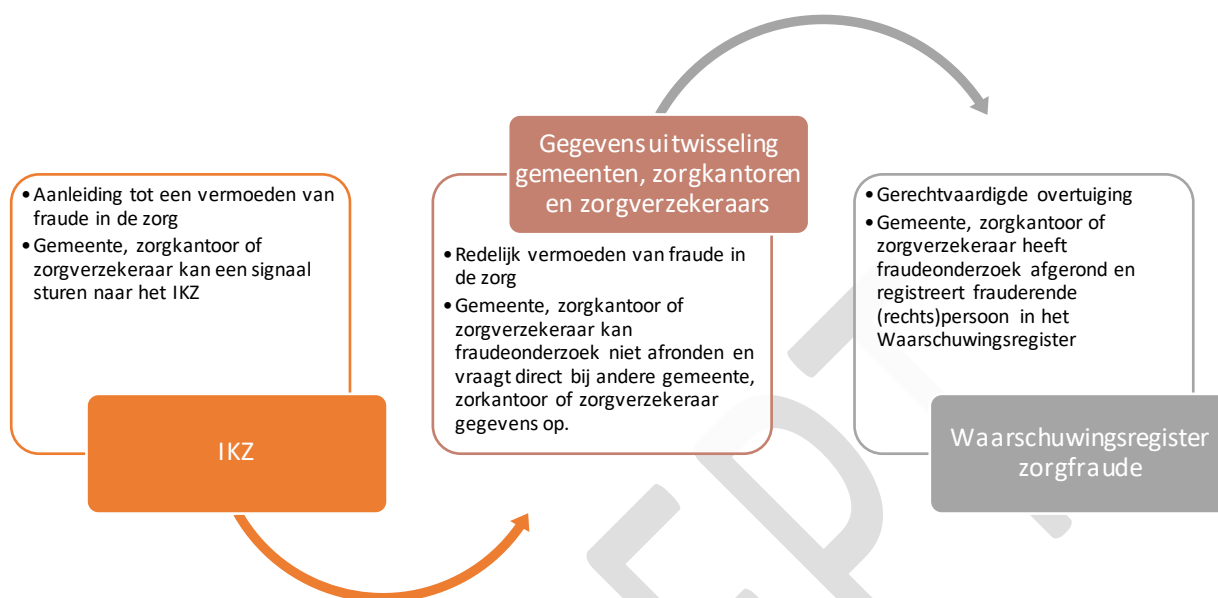 • Aanleiding tot een vermoeden van
fraude in de zorg
• Gemeente, zorgkantoor of
zorgverzekeraar kan een signaal
sturen naar het IKZ
IKZ
Gegevensuitwisseling
gemeenten, zorgkantoren
en zorgverzekeraars
• Redelijk vermoeden van fraude in
de zorg
• Gemeente, zorgkantoor of
zorgverzekeraar kan
fraudeonderzoek niet afronden en
vraagt direct bij andere gemeente,
zorkantoor of zorgverzekeraar
gegevens op.
• Gerechtvaardigde overtuiging
• Gemeente, zorgkantoor of
zorgverzekeraar heeft
fraudeonderzoek afgerond en
registreert frauderende
(rechts)persoon in het
Waarschuwingsregister
Waarschuwingsregister
zorgfraude